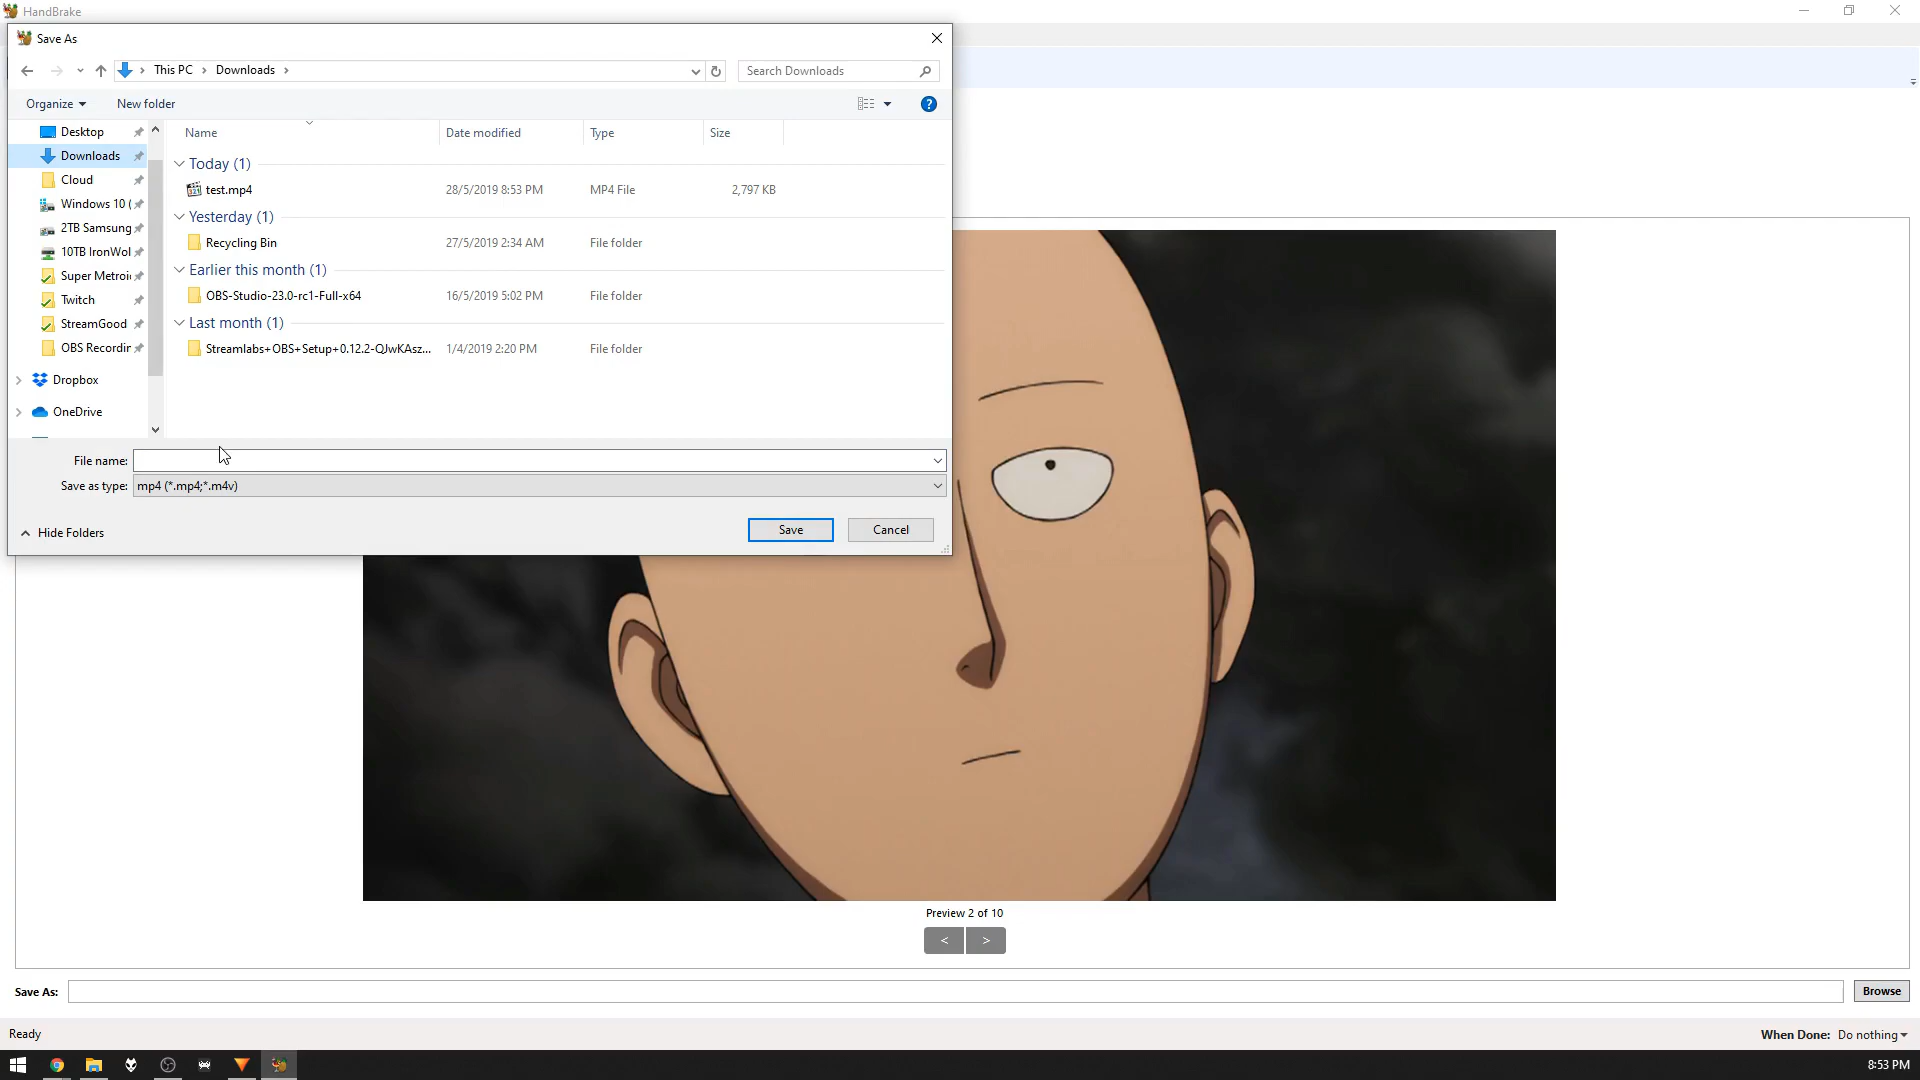 HandBrake
Save As
This PC > Downloads >
Search Downloads
Organize
New folder
Name Date modified Type Size
Desktop
Downloads
Cloud
Windows 10 (
2TB Samsung
10TB IronWol
Super Metroi
Twitch
StreamGood
OBS Recordin
Dropbox
OneDrive
Today (1)
test.mp4 28/5/2019 8:53 PM MP4 File 2,797 KB
Yesterday (1)
Recycling Bin 27/5/2019 2:34 AM File folder
Earlier this month (1)
OBS-Studio-23.0-rc1-Full-x64 16/5/2019 5:02 PM File folder
Last month (1)
Streamlabs+OBS+Setup+0.12.2-QJwKAsz... 1/4/2019 2:20 PM File folder
File name:
Save as type: mp4 (*.mp4;*.m4v)
Hide Folders
Save
Cancel
Preview 2 of 10
< >
Save As:
Browse
Ready
When Done: Do nothing
8:53 PM